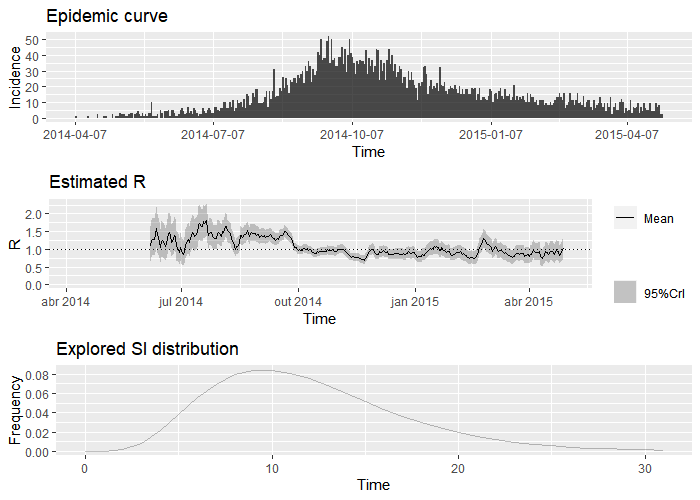 Epidemic curve
Incidence
50
40
30
20
10
0
2014-04-07 2014-07-07 2014-10-07 2015-01-07 2015-04-07
Time
Estimated R
R
2.0
1.5
1.0
0.5
0.0
abr 2014 jul 2014 out 2014 jan 2015 abr 2015
Time
Mean
95%CrI
Explored SI distribution
Frequency
0.08
0.06
0.04
0.02
0.00
0 10 20 30
Time